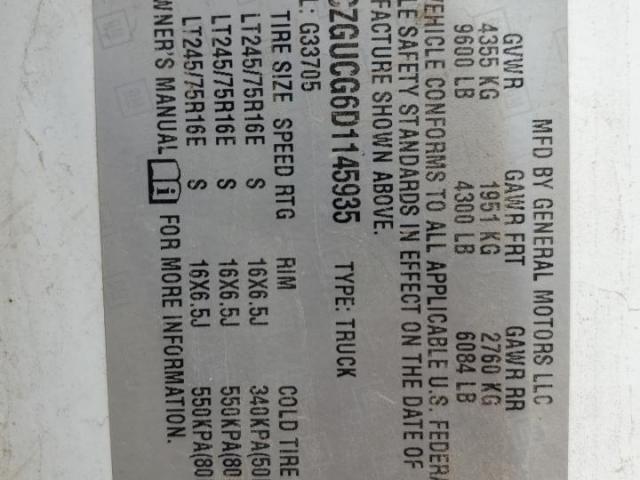 MFD BY GENERAL MOTORS LLC
GVWR GAWR FRT GAWR RR
4355 KG 1951 KG 2760 KG
9600 LB 4300 LB 6084 LB
VEHICLE CONFORMS TO ALL APPLICABLE U.S. FEDERA
LE SAFETY STANDARDS IN EFFECT ON THE DATE OF
FACTURE SHOWN ABOVE.
CZGUCG6D1145935 TYPE: TRUCK
L: G33705
TIRE SIZE SPEED RTG RIM COLD TIRE
LT245/75R16E S 16X6.5J 340KPA(50
LT245/75R16E S 16X6.5J 550KPA(80
LT245/75R16E S 16X6.5J 550KPA(80
WNER'S MANUAL FOR MORE INFORMATION.